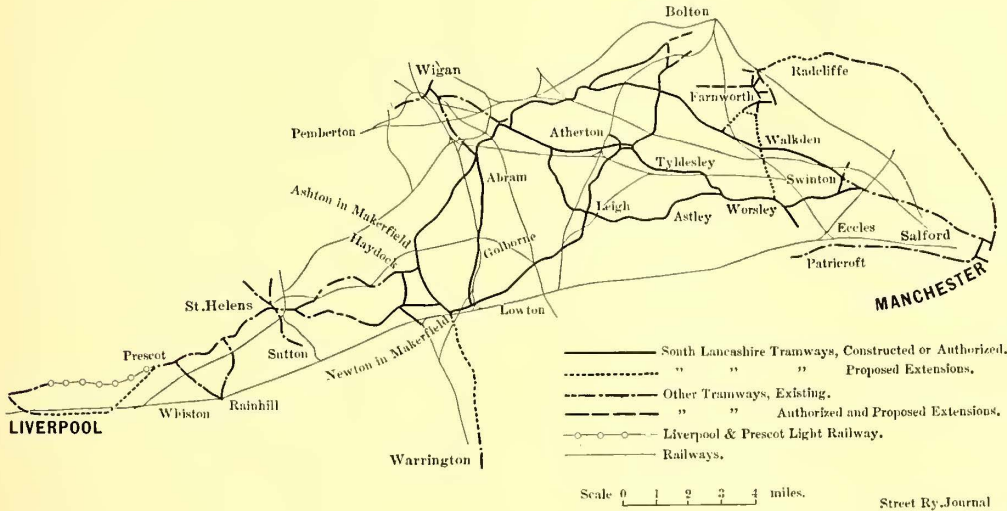 Bolton
Wigan
Radcliffe
Farnworth
Pemberton
Atherton
Walkden
Abram
Tyldesley
Swinton
Ashton in Makerfield
Haydock
Leigh
Astley
Worsley
Golborne
Eccles
Salford
Patricroft
MANCHESTER
St.Helens
Lowton
Newton in Makerfield
Sutton
Prescot
Whiston
Rainhill
LIVERPOOL
Warrington
South Lancashire Tramways, Constructed or Authorized.
" " " Proposed Extensions.
Other Tramways, Existing.
" " Authorized and Proposed Extensions.
Liverpool & Prescot Light Railway.
Railways.
Scale 0 1 2 3 4 miles.
Street Ry.Journal